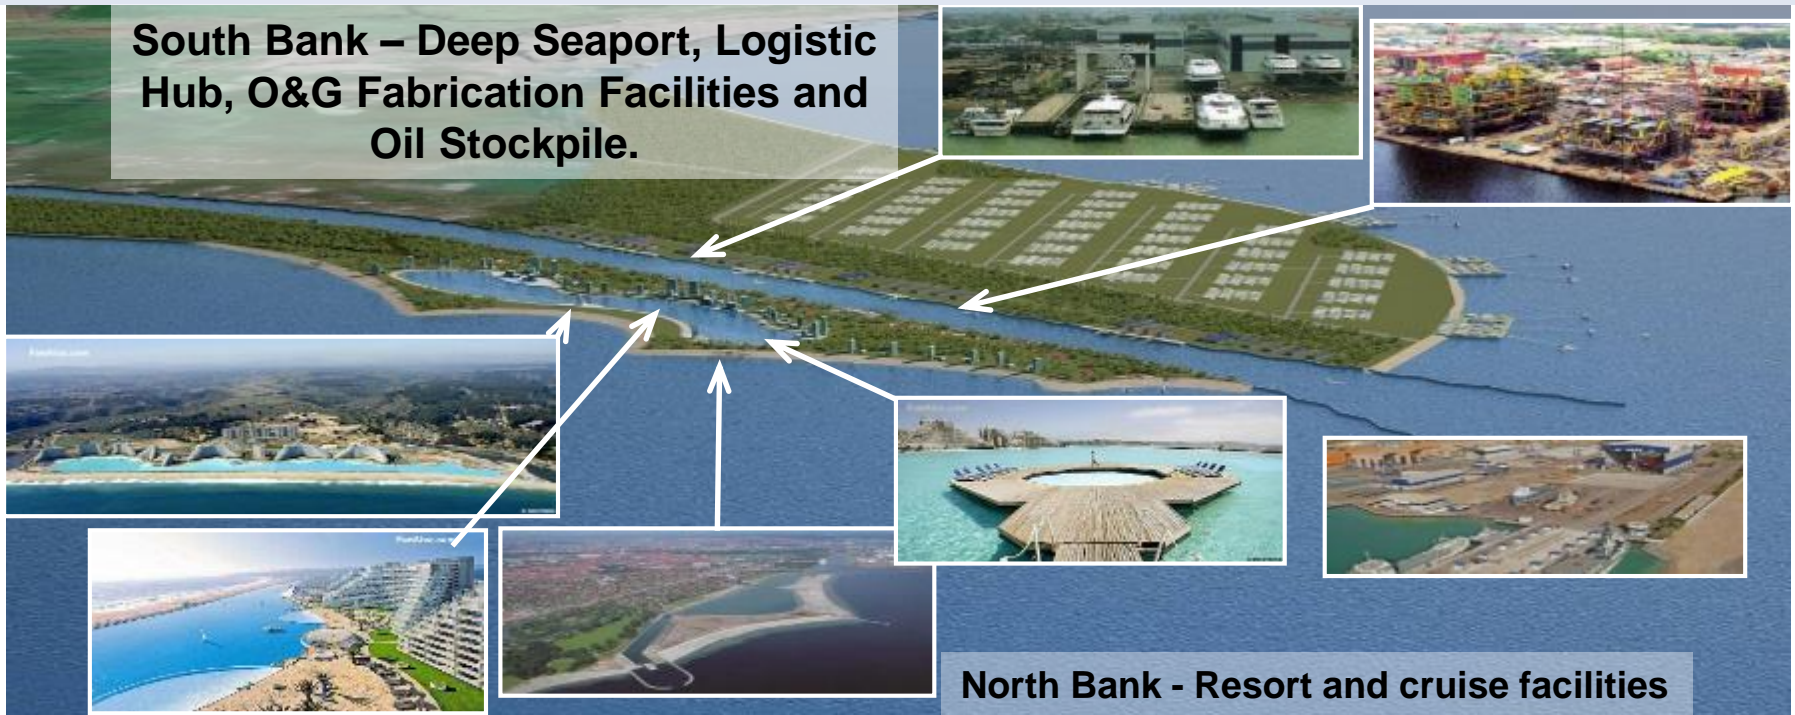 South Bank – Deep Seaport, Logistic
Hub, O&G Fabrication Facilities and
Oil Stockpile.
North Bank - Resort and cruise facilities